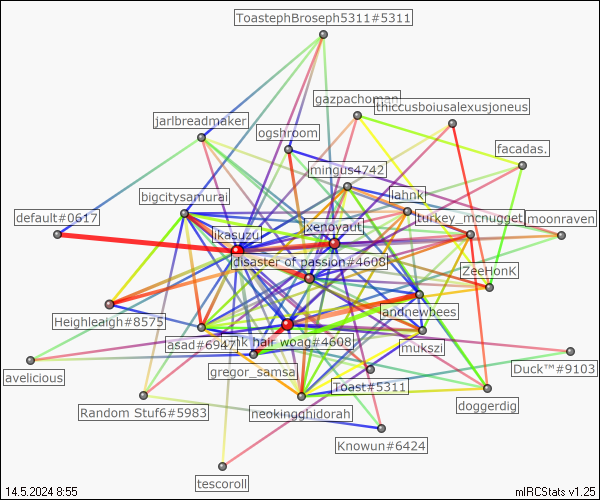 ToastephBroseph5311#5311
gazpachoman
thiccusboiusalexusjoneus
jarlbreadmaker
ogshroom
facadas.
mingus4742
bigcitysamurai
lahnk
default#0617
ikasuzu
xenoyaut
turkey_mcnugget
moonraven
disaster of passion#4608
ZeeHonK
Heighleaigh#8575
andnewbees
asad#6947
hk hair woag#4608
mukszi
avelicious
gregor_samsa
Toast#5311
Duck™#9103
Random Stuf6#5983
neokingghidorah
doggerdig
Knowun#6424
tescoroll
14.5.2024 8:55
mIRCStats v1.25